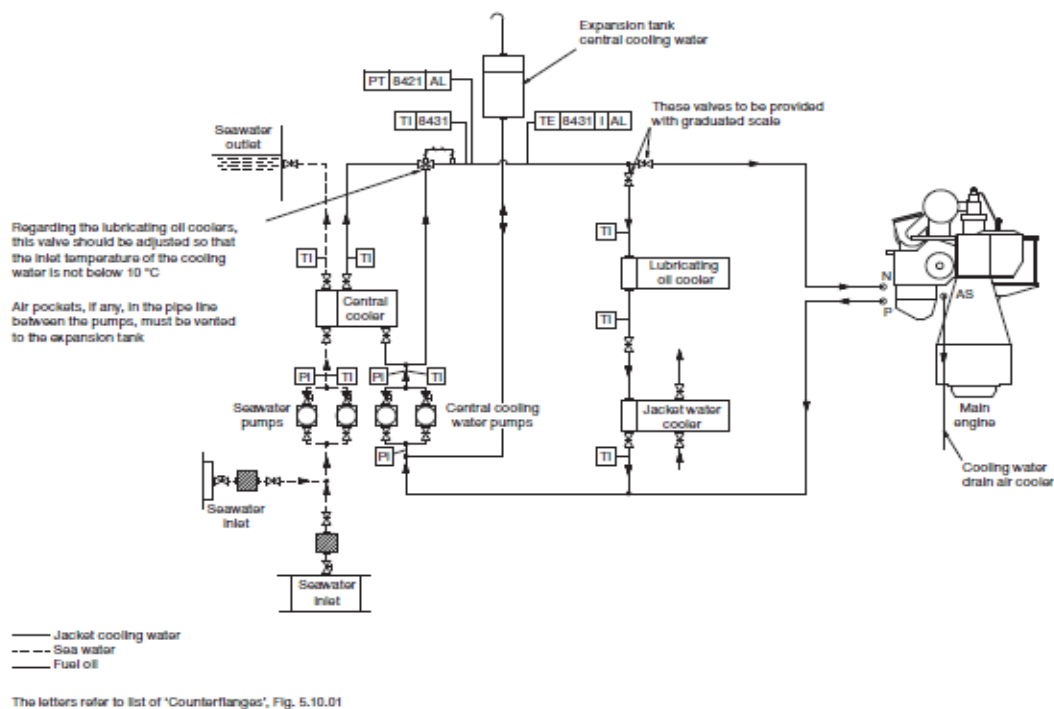 Expansion tank
central cooling water
PT 8421 AL
TI 8431
TE 8431 I AL
These valves to be provided
with graduated scale
Seawater
outlet
Regarding the lubricating oil coolers,
this valve should be adjusted so that
the inlet temperature of the cooling
water is not below 10 °C
Air pockets, if any, in the pipe line
between the pumps, must be vented
to the expansion tank
TI
TI
TI
Lubricating
oil cooler
N
P
AS
Central
cooler
TI
PI
TI
PI
TI
Seawater
pumps
Central cooling
water pumps
Jacket water
cooler
Main
engine
PI
TI
Cooling water
drain air cooler
Seawater
inlet
Seawater
inlet
Jacket cooling water
Sea water
Fuel oil
The letters refer to list of 'Counterflanges', Fig. 5.10.01